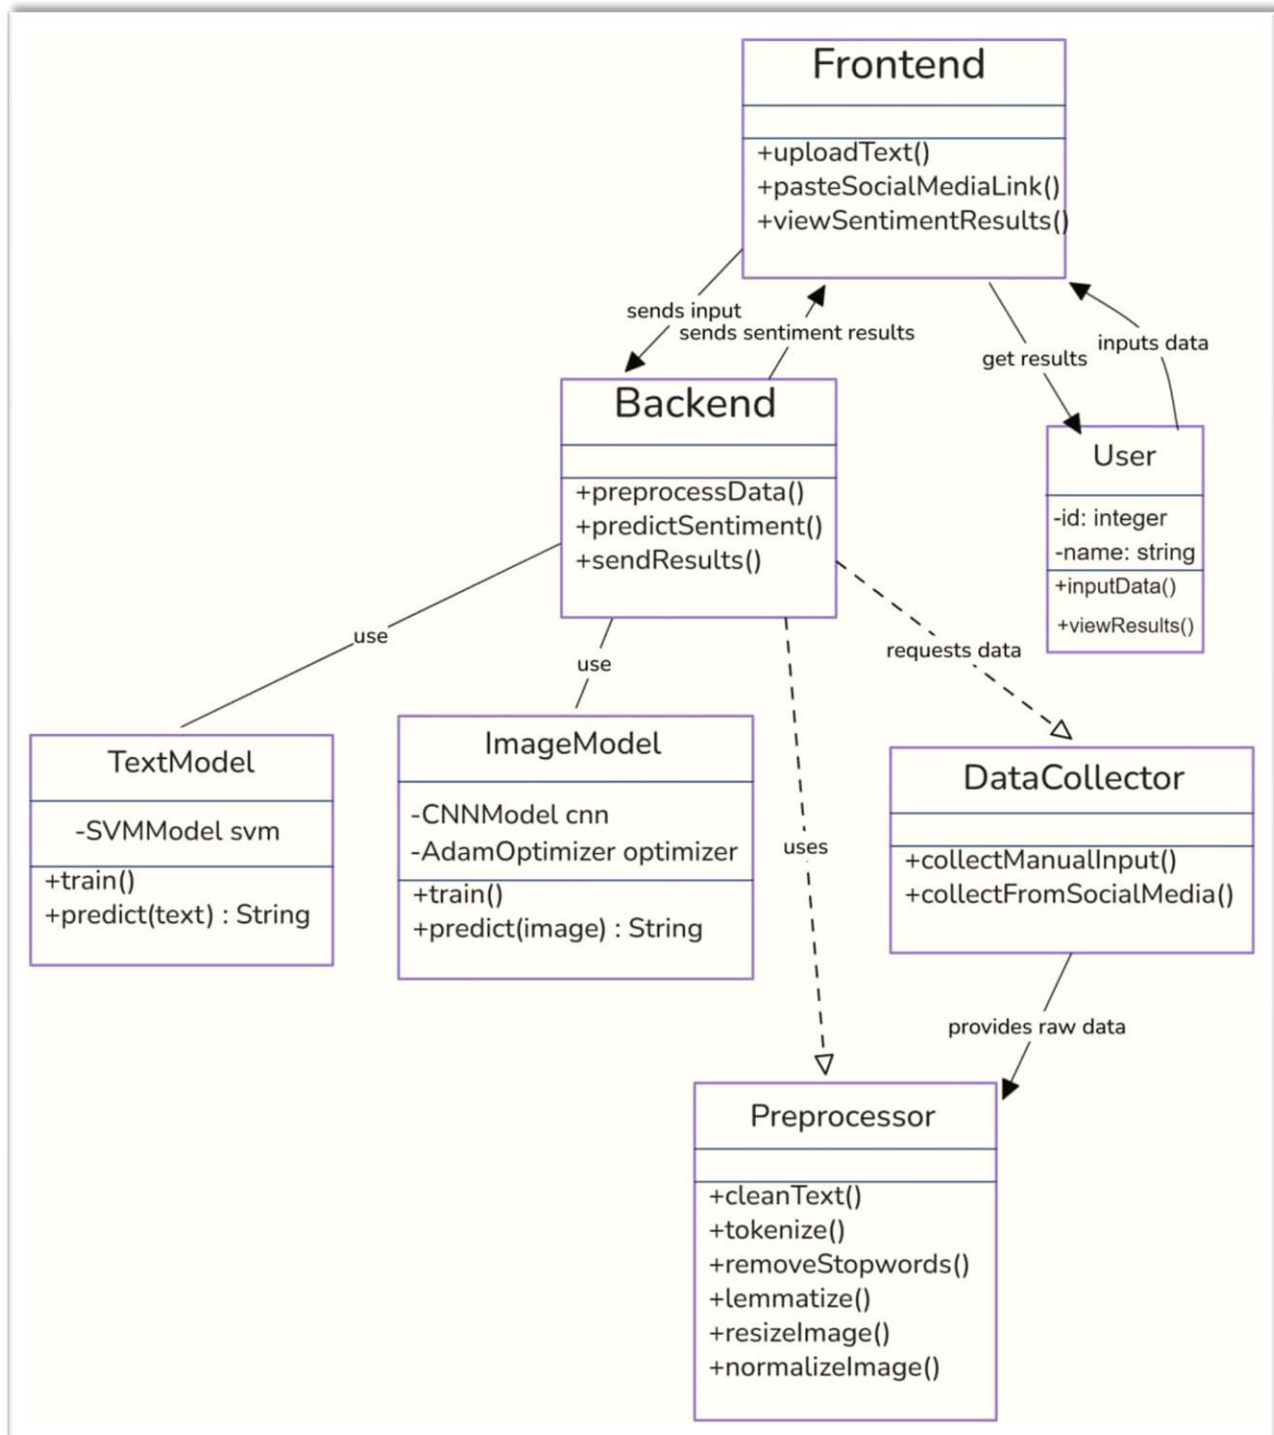 Frontend
+uploadText()
+pasteSocialMediaLink()
+viewSentimentResults()
sends input
sends sentiment results
get results
inputs data
Backend
+preprocessData()
+predictSentiment()
+sendResults()
User
-id: integer
-name: string
+inputData()
+viewResults()
use
use
requests data
TextModel
-SVMModel svm
+train()
+predict(text) : String
ImageModel
-CNNModel cnn
-AdamOptimizer optimizer
+train()
+predict(image) : String
uses
DataCollector
+collectManualInput()
+collectFromSocialMedia()
provides raw data
Preprocessor
+cleanText()
+tokenize()
+removeStopwords()
+lemmatize()
+resizeImage()
+normalizeImage()